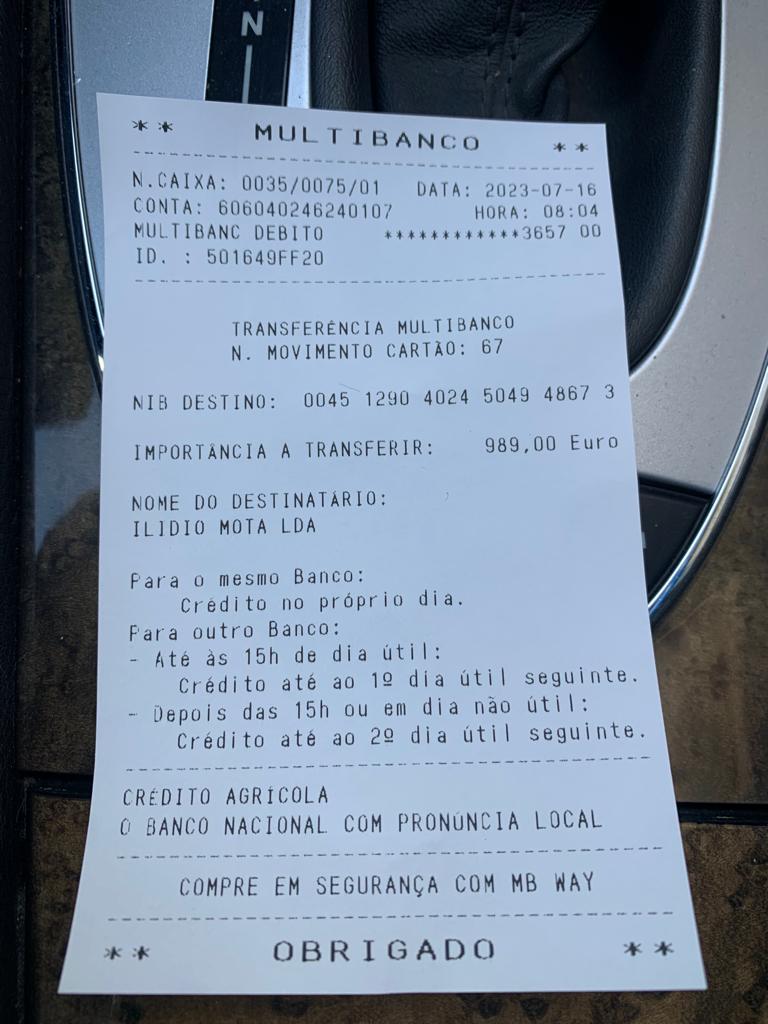 N
** MULTIBANCO **
N.CAIXA: 0035/0075/01 DATA: 2023-07-16
CONTA: 606040246240107 HORA: 08:04
MULTIBANC DEBITO ************3657 00
ID. : 501649FF20
TRANSFERÊNCIA MULTIBANCO
N. MOVIMENTO CARTÃO: 67
NIB DESTINO: 0045 1290 4024 5049 4867 3
IMPORTÂNCIA A TRANSFERIR: 989,00 Euro
NOME DO DESTINATÁRIO:
ILIDIO MOTA LDA
Para o mesmo Banco:
Crédito no próprio dia.
Para outro Banco:
- Até às 15h de dia útil:
Crédito até ao 1º dia útil seguinte.
- Depois das 15h ou em dia não útil:
Crédito até ao 2º dia útil seguinte.
CRÉDITO AGRÍCOLA
O BANCO NACIONAL COM PRONÚNCIA LOCAL
COMPRE EM SEGURANÇA COM MB WAY
** OBRIGADO **